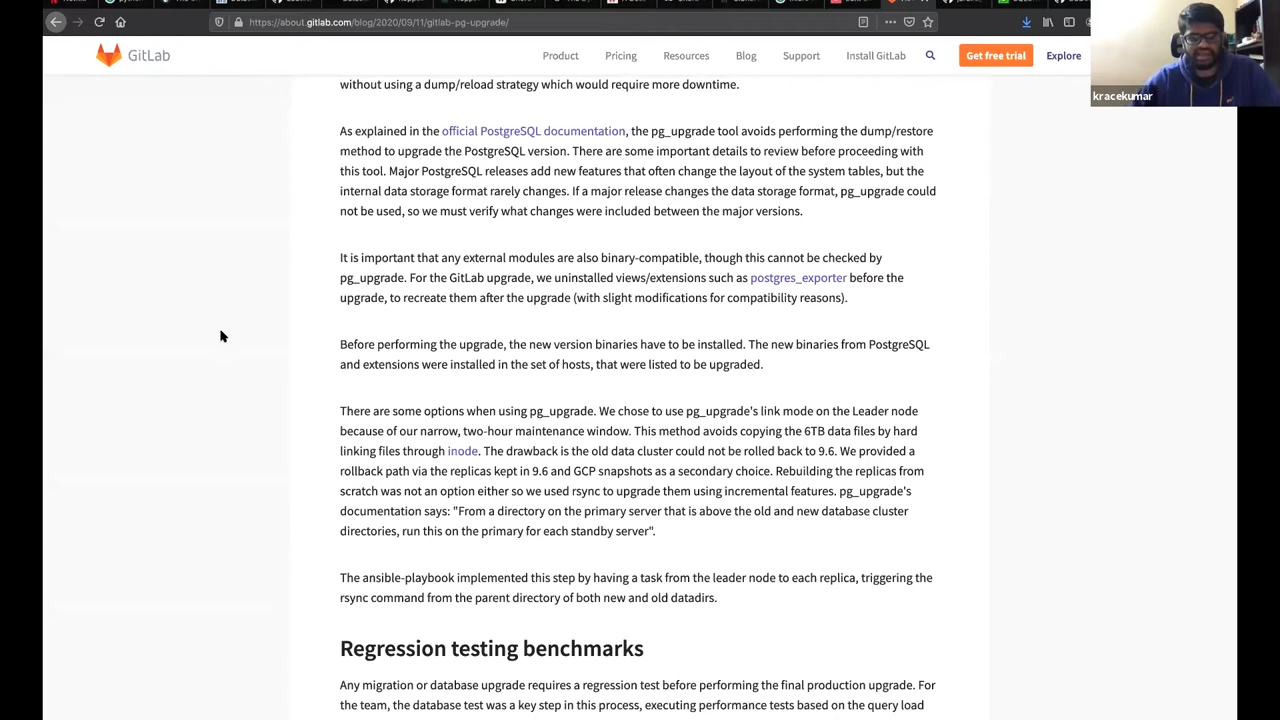 https://about.gitlab.com/blog/2020/09/11/gitlab-pg-upgrade/
GitLab
Product Pricing Resources Blog Support Install GitLab Get free trial Explore
kracekumar
without using a dump/reload strategy which would require more downtime.
As explained in the official PostgreSQL documentation, the pg_upgrade tool avoids performing the dump/restore
method to upgrade the PostgreSQL version. There are some important details to review before proceeding with
this tool. Major PostgreSQL releases add new features that often change the layout of the system tables, but the
internal data storage format rarely changes. If a major release changes the data storage format, pg_upgrade could
not be used, so we must verify what changes were included between the major versions.
It is important that any external modules are also binary-compatible, though this cannot be checked by
pg_upgrade. For the GitLab upgrade, we uninstalled views/extensions such as postgres_exporter before the
upgrade, to recreate them after the upgrade (with slight modifications for compatibility reasons).
Before performing the upgrade, the new version binaries have to be installed. The new binaries from PostgreSQL
and extensions were installed in the set of hosts, that were listed to be upgraded.
There are some options when using pg_upgrade. We chose to use pg_upgrade's link mode on the Leader node
because of our narrow, two-hour maintenance window. This method avoids copying the 6TB data files by hard
linking files through inode. The drawback is the old data cluster could not be rolled back to 9.6. We provided a
rollback path via the replicas kept in 9.6 and GCP snapshots as a secondary choice. Rebuilding the replicas from
scratch was not an option either so we used rsync to upgrade them using incremental features. pg_upgrade's
documentation says: "From a directory on the primary server that is above the old and new database cluster
directories, run this on the primary for each standby server".
The ansible-playbook implemented this step by having a task from the leader node to each replica, triggering the
rsync command from the parent directory of both new and old datadirs.
Regression testing benchmarks
Any migration or database upgrade requires a regression test before performing the final production upgrade. For
the team, the database test was a key step in this process, executing performance tests based on the query load